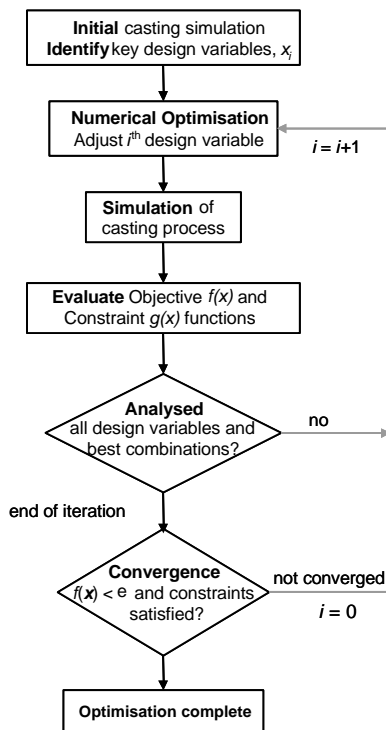 Initial casting simulation
Identify key design variables, xᵢ
Numerical Optimisation
Adjust iᵗʰ design variable
i = i+1
Simulation of
casting process
Evaluate Objective f(x) and
Constraint g(x) functions
Analysed
all design variables and
best combinations?
no
end of iteration
Convergence
f(x) < e and constraints
satisfied?
not converged
i = 0
Optimisation complete